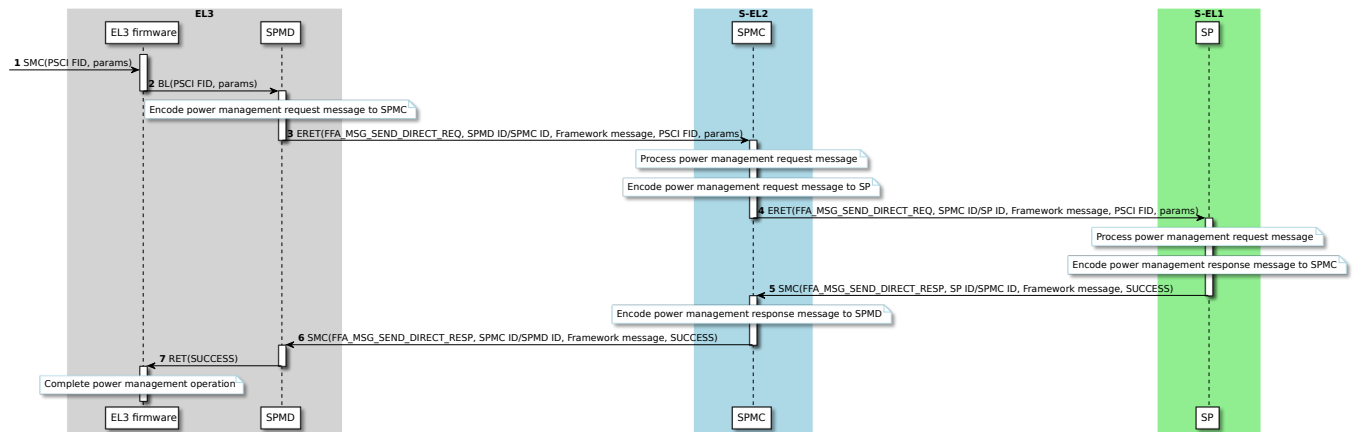 EL3
S-EL2
S-EL1
EL3 firmware
SPMD
SPMC
SP
1 SMC(PSCI FID, params)
2 BL(PSCI FID, params)
Encode power management request message to SPMC
3 ERET(FFA_MSG_SEND_DIRECT_REQ, SPMD ID/SPMC ID, Framework message, PSCI FID, params)
Process power management request message
Encode power management request message to SP
4 ERET(FFA_MSG_SEND_DIRECT_REQ, SPMC ID/SP ID, Framework message, PSCI FID, params)
Process power management request message
Encode power management response message to SPMC
5 SMC(FFA_MSG_SEND_DIRECT_RESP, SP ID/SPMC ID, Framework message, SUCCESS)
Encode power management response message to SPMD
6 SMC(FFA_MSG_SEND_DIRECT_RESP, SPMC ID/SPMD ID, Framework message, SUCCESS)
7 RET(SUCCESS)
Complete power management operation
EL3 firmware
SPMD
SPMC
SP